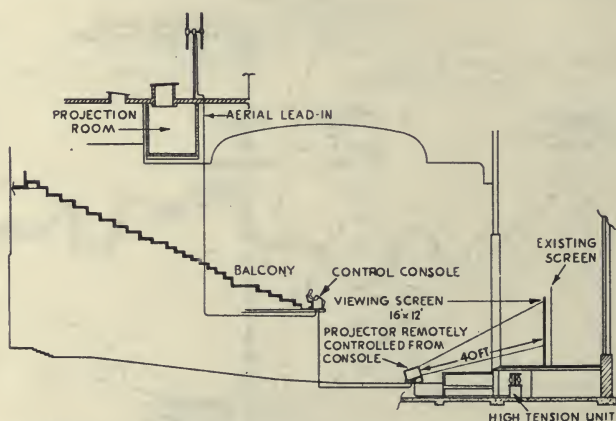 PROJECTION
ROOM
AERIAL LEAD-IN
BALCONY
CONTROL CONSOLE
EXISTING
SCREEN
VIEWING SCREEN
16'x 12'
PROJECTOR REMOTELY
CONTROLLED FROM
CONSOLE
40FT
HIGH TENSION UNIT